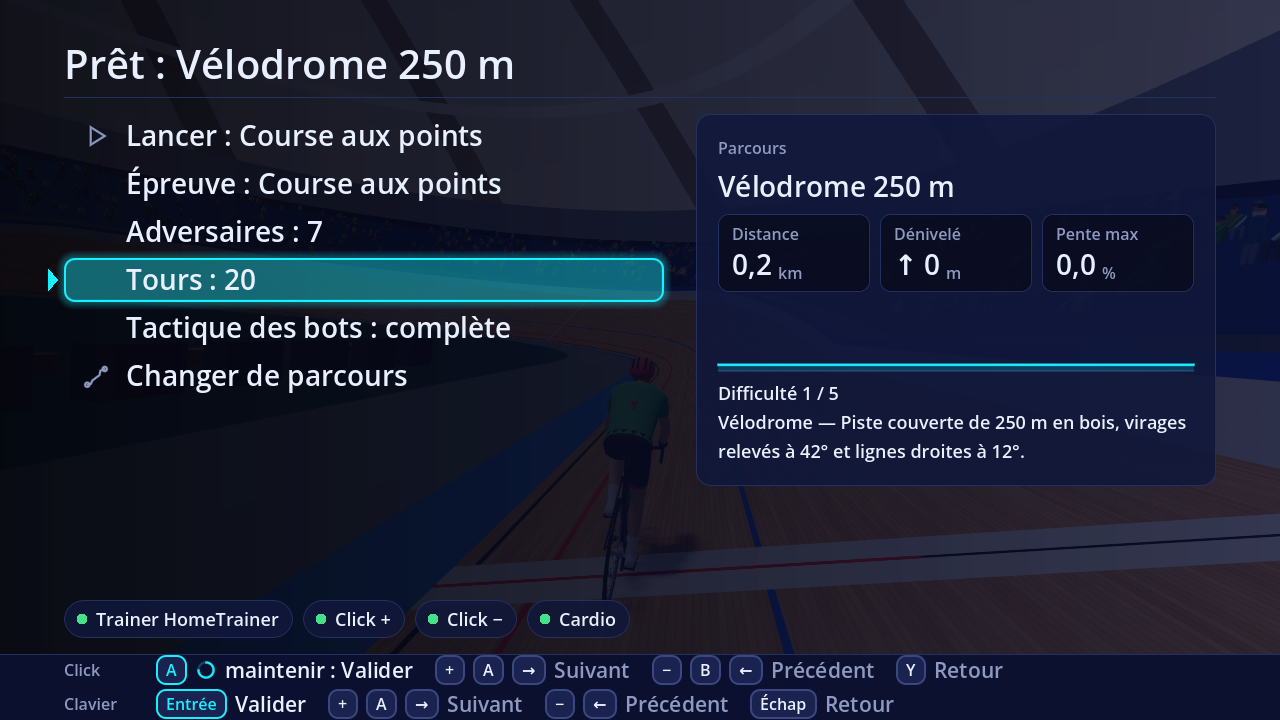 Prêt : Vélodrome 250 m
Lancer : Course aux points
Épreuve : Course aux points
Adversaires : 7
Tours : 20
Tactique des bots : complète
Changer de parcours
Parcours
Vélodrome 250 m
Distance Dénivelé Pente max
0,2 km ↑ 0 m 0,0 %
Difficulté 1 / 5
Vélodrome — Piste couverte de 250 m en bois, virages
relevés à 42° et lignes droites à 12°.
Trainer HomeTrainer Click + Click − Cardio
Click A maintenir : Valider + A → Suivant − B ← Précédent Y Retour
Clavier Entrée Valider + A → Suivant − ← Précédent Échap Retour